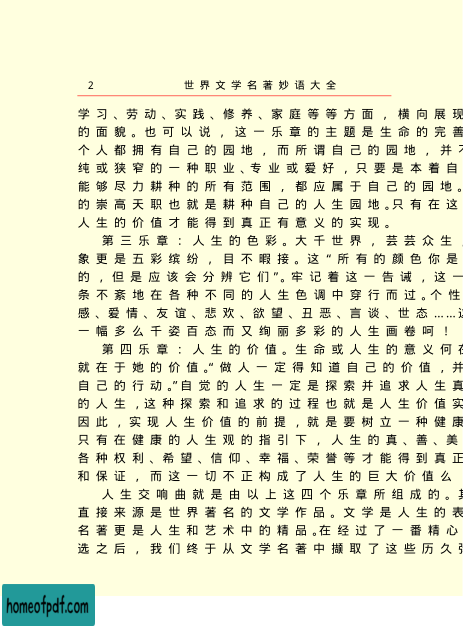 2 世界文学名著妙语大全
学习、劳动、实践、修养、家庭等等方面，横向展现
的面貌。也可以说，这一乐章的主题是生命的完善
个人都拥有自己的园地，而所谓自己的园地，并不
纯或狭窄的一种职业、专业或爱好，只要是本着自
能够尽力耕种的所有范围，都应属于自己的园地。
的崇高天职也就是耕种自己的人生园地。只有在这
人生的价值才能得到真正有意义的实现。
第三乐章：人生的色彩。大千世界，芸芸众生，
象更是五彩缤纷，目不暇接。这“所有的颜色你是
的，但是应该会分辨它们”。牢记着这一告诫，这一
条不紊地在各种不同的人生色调中穿行而过。个性
感、爱情、友谊、悲欢、欲望、丑恶、言谈、世态……这
一幅多么千姿百态而又绚丽多彩的人生画卷呵！
第四乐章：人生的价值。生命或人生的意义何在
就在于她的价值。“做人一定得知道自己的价值，并
自己的行动。”自觉的人生一定是探索并追求人生真
的人生，这种探索和追求的过程也就是人生价值实
因此，实现人生价值的前提，就是要树立一种健康
只有在健康的人生观的指引下，人生的真、善、美
各种权利、希望、信仰、幸福、荣誉等才能得到真正
和保证，而这一切不正构成了人生的巨大价值么
人生交响曲就是由以上这四个乐章所组成的。其
直接来源是世界著名的文学作品。文学是人生的表
名著更是人生和艺术中的精品。在经过了一番精心
选之后，我们终于从文学名著中撷取了这些历久弥
homeofpdf.com